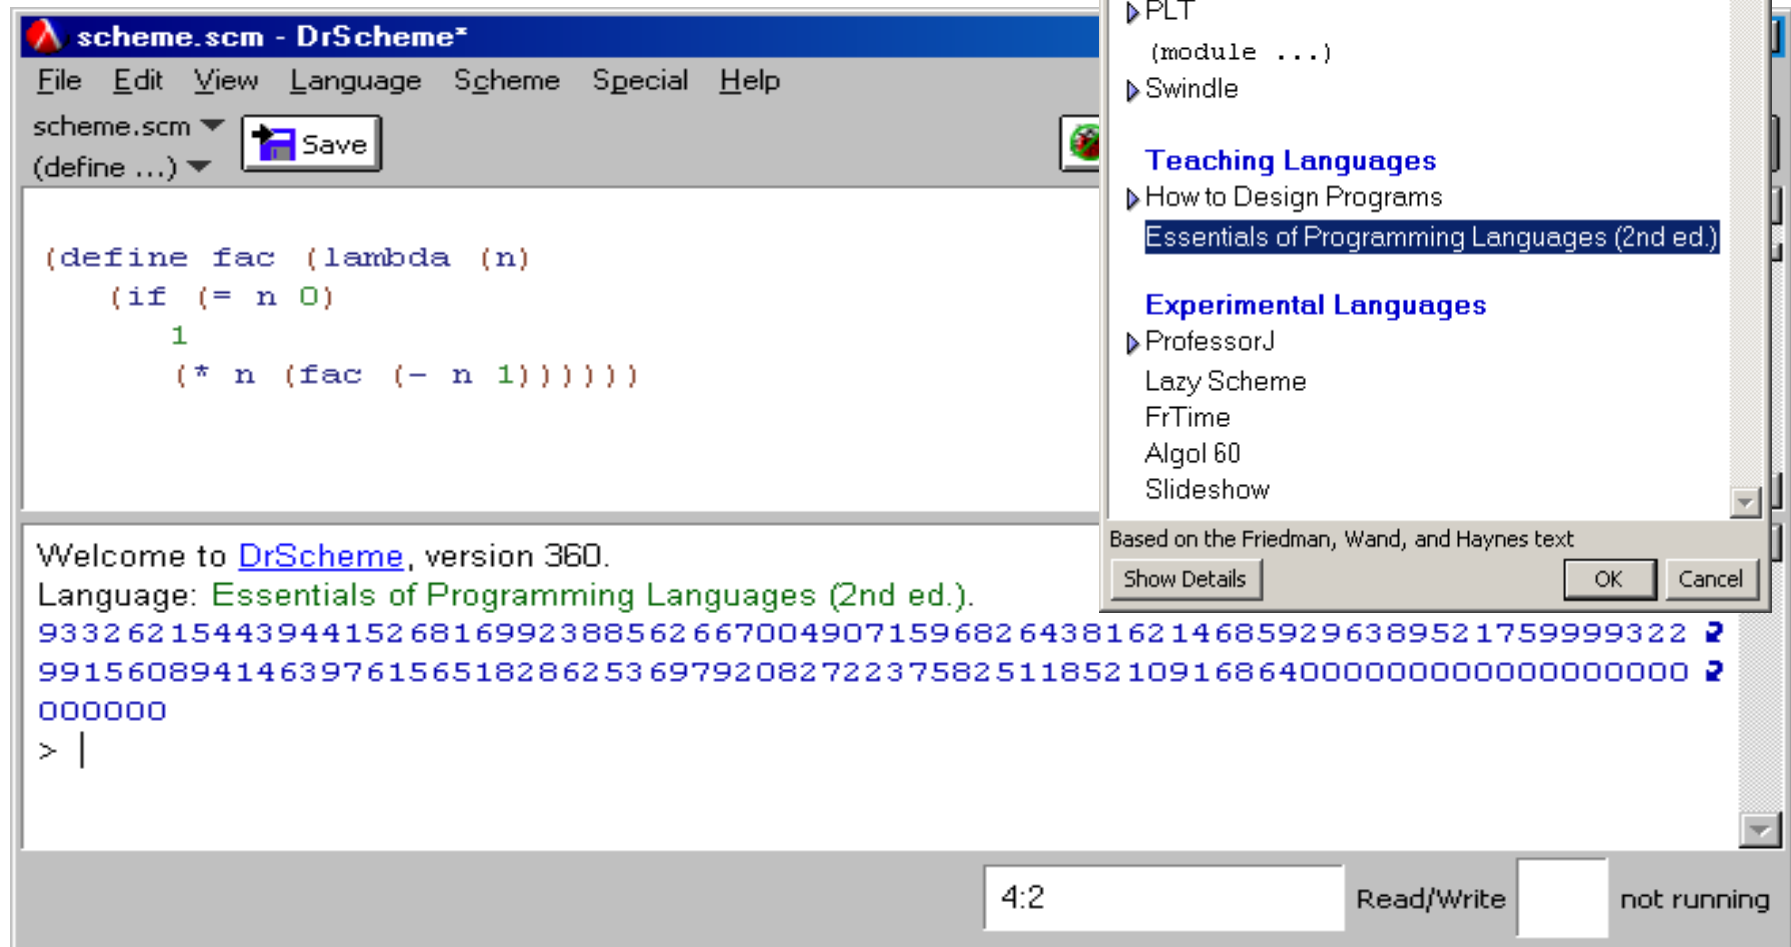 scheme.scm - DrScheme*
File Edit View Language Scheme Special Help
scheme.scm
(define ...)
Save
(define fac (lambda (n)
(if (= n 0)
1
(* n (fac (- n 1))))))
Welcome to DrScheme, version 360.
Language: Essentials of Programming Languages (2nd ed.).
9332621544394415268169923885626670049071596826438162146859296389521759999322
9915608941463976156518286253697920827223758251185210916864000000000000000000
000000
>
4:2
Read/Write
not running
PLT
(module ...)
Swindle
Teaching Languages
How to Design Programs
Essentials of Programming Languages (2nd ed.)
Experimental Languages
ProfessorJ
Lazy Scheme
FrTime
Algol 60
Slideshow
Based on the Friedman, Wand, and Haynes text
Show Details
OK
Cancel